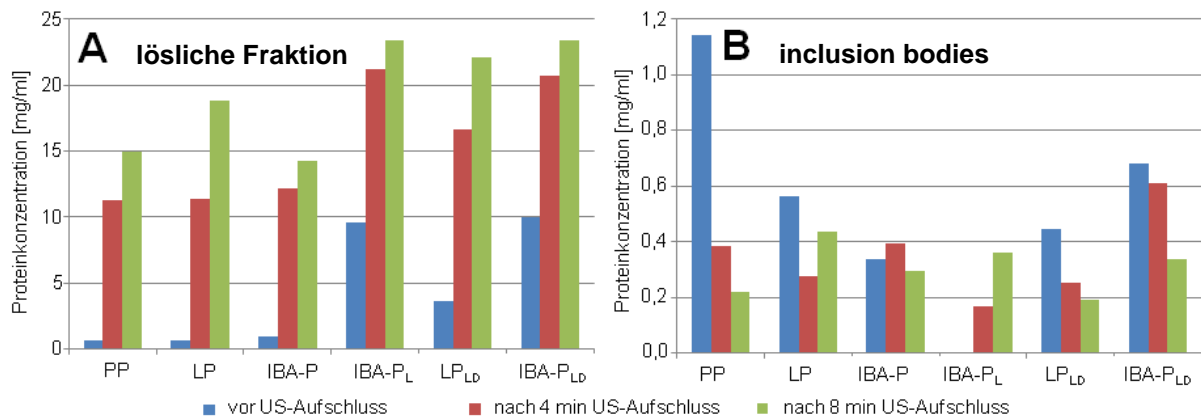 A lösliche Fraktion
Proteinkonzentration [mg/ml]
25
20
15
10
5
0
PP LP IBA-P IBA-PL LPLD IBA-PLD
B inclusion bodies
Proteinkonzentration [mg/ml]
1,2
1,0
0,8
0,6
0,4
0,2
0,0
PP LP IBA-P IBA-PL LPLD IBA-PLD
vor US-Aufschluss nach 4 min US-Aufschluss nach 8 min US-Aufschluss